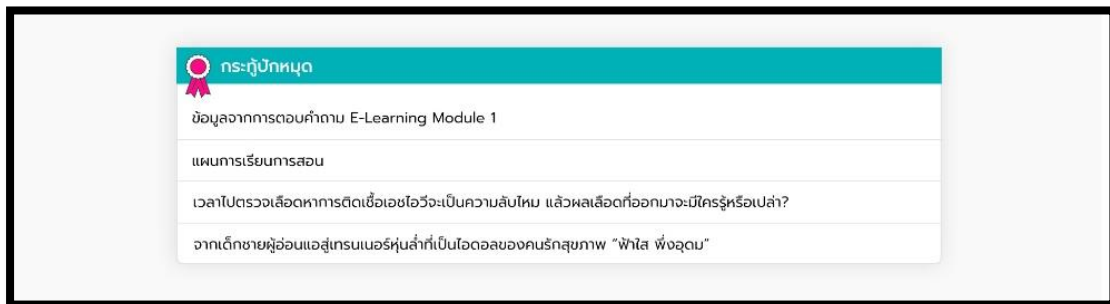 กระทู้ปักหมุด
ข้อมูลจากการตอบคำถาม E-Learning Module 1
แผนการเรียนการสอน
เวลาไปตรวจเลือดหาการติดเชื้อเอชไอวีจะเป็นความลับไหม แล้วผลเลือดที่ออกมาจะมีใครรู้หรือเปล่า?
จากเด็กชายผู้อ่อนแอสู่เทรนเนอร์หุ่นล่ำที่เป็นไอดอลของคนรักสุขภาพ “ฟ้าใส พึ่งอุดม”